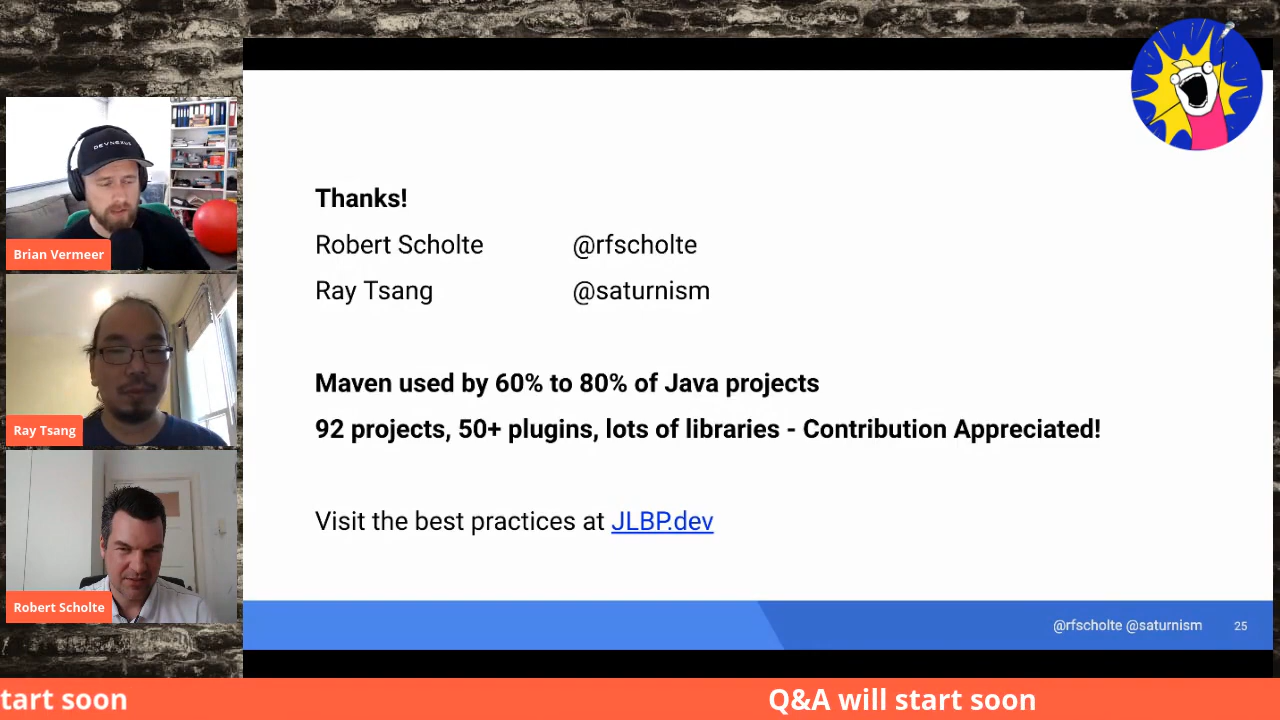 DEVNEXUS
Brian Vermeer
Ray Tsang
Robert Scholte
Thanks!
Robert Scholte @rfscholte
Ray Tsang @saturnism
Maven used by 60% to 80% of Java projects
92 projects, 50+ plugins, lots of libraries - Contribution Appreciated!
Visit the best practices at JLBP.dev
@rfscholte @saturnism 25
tart soon Q&A will start soon